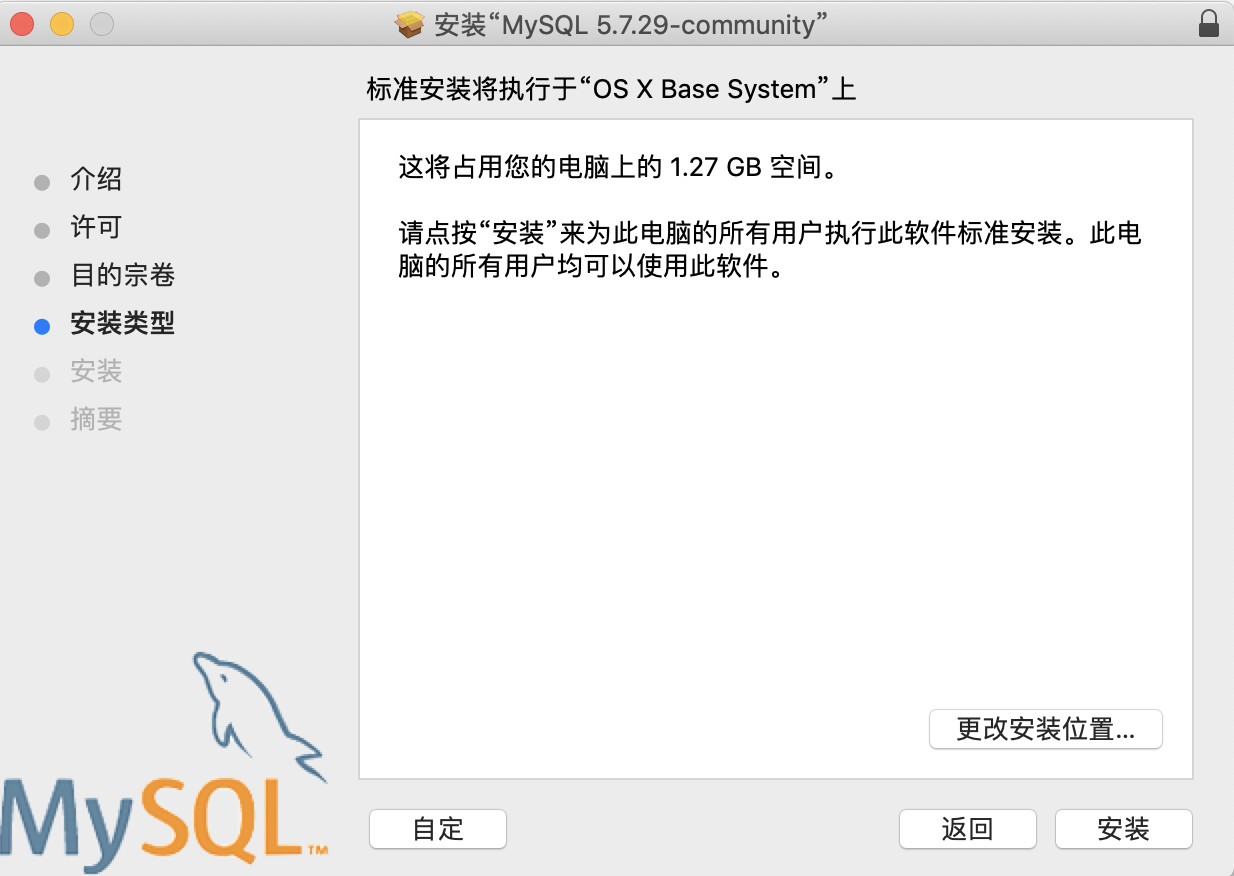 安装“MySQL 5.7.29-community”
标准安装将执行于“OS X Base System”上
介绍
许可
目的宗卷
安装类型
安装
摘要
这将占用您的电脑上的 1.27 GB 空间。
请点按“安装”来为此电脑的所有用户执行此软件标准安装。此电
脑的所有用户均可以使用此软件。
更改安装位置...
MySQL™
自定
返回
安装